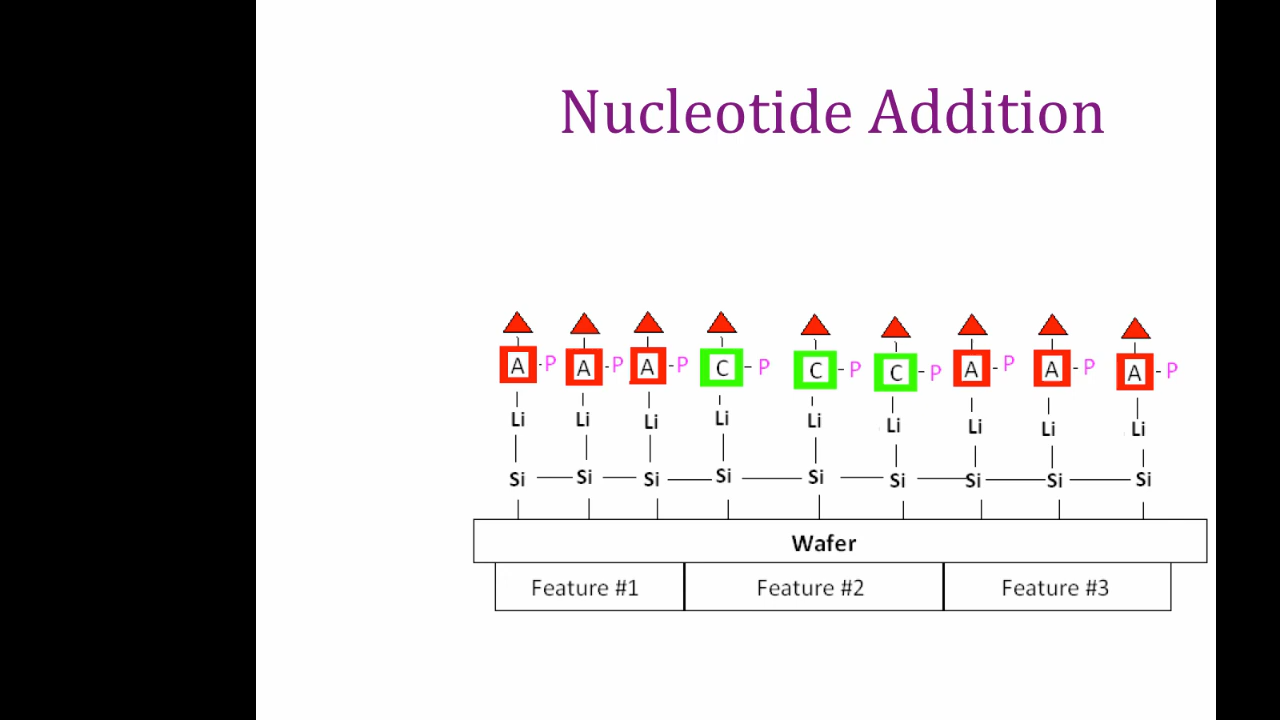 Nucleotide Addition
A -P A -P A -P C - P C - P C - P A - P A - P A - P
Li Li Li Li Li Li Li Li Li
Si Si Si Si Si Si Si Si Si
Wafer
Feature #1 Feature #2 Feature #3